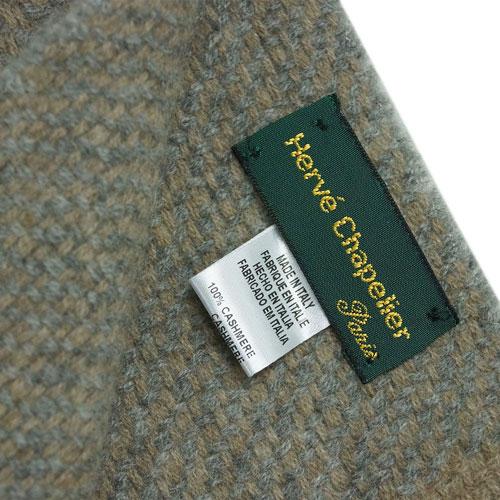 Hervé Chapelier
Paris
MADE IN ITALY
FABRIQUE EN ITALIE
HECHO EN ITALIA
FABRICADO EM ITALIA
100% CASHMERE
CASHMERE